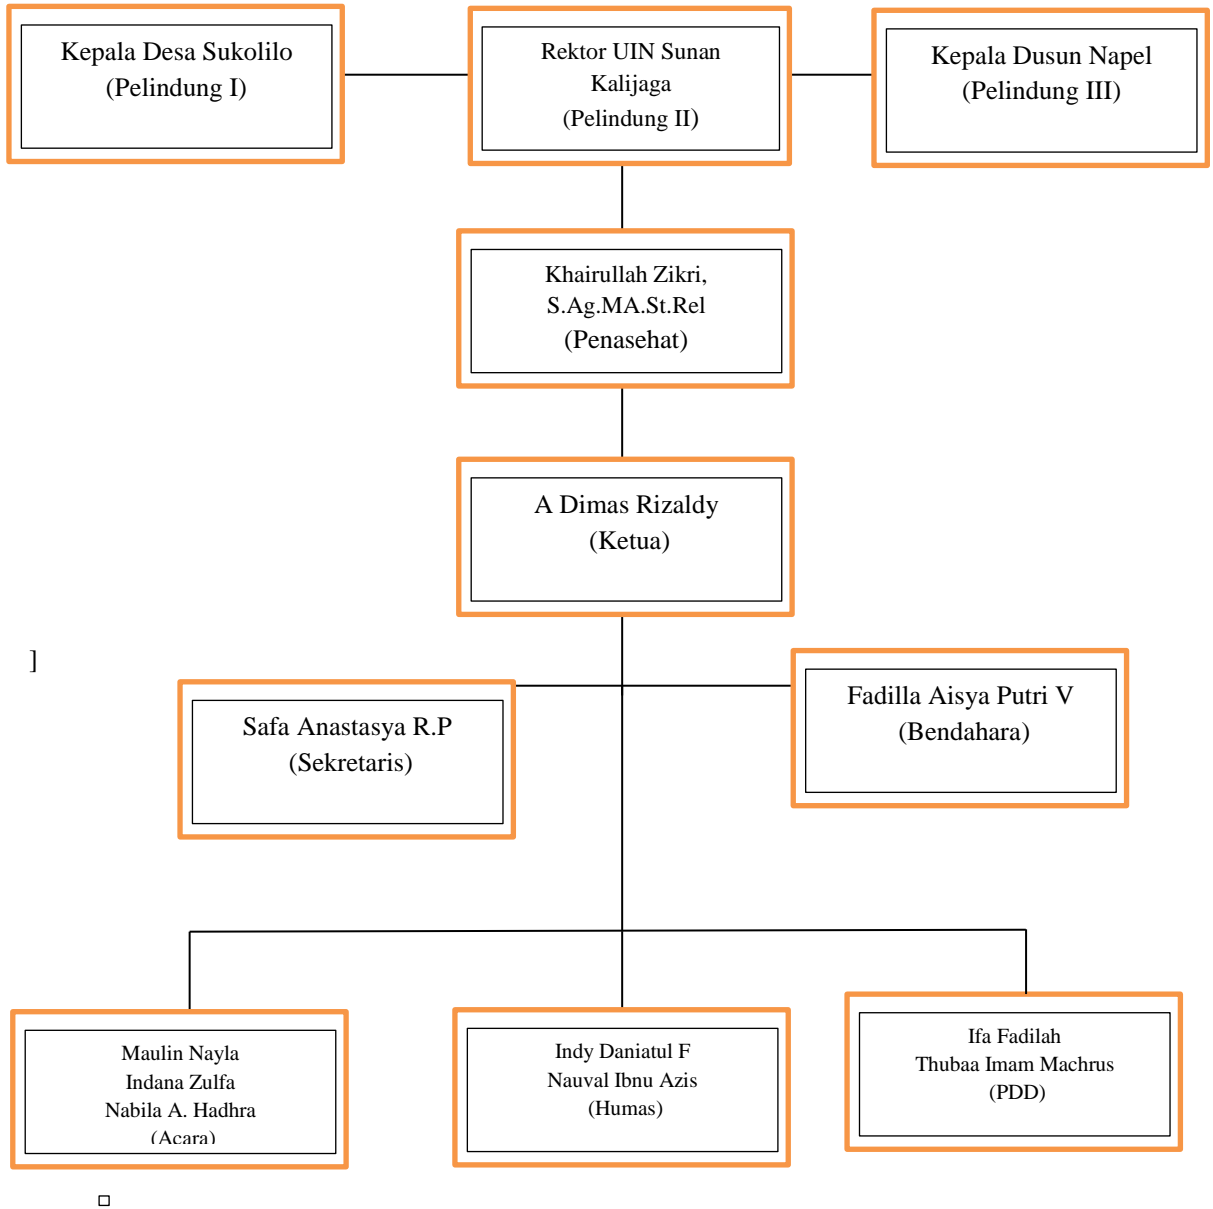 Kepala Desa Sukolilo
(Pelindung I)
Rektor UIN Sunan
Kalijaga
(Pelindung II)
Kepala Dusun Napel
(Pelindung III)
Khairullah Zikri,
S.Ag.MA.St.Rel
(Penasehat)
A Dimas Rizaldy
(Ketua)
]
Safa Anastasya R.P
(Sekretaris)
Fadilla Aisya Putri V
(Bendahara)
Maulin Nayla
Indana Zulfa
Nabila A. Hadhra
(Acara)
Indy Daniatul F
Nauval Ibnu Azis
(Humas)
Ifa Fadilah
Thubaa Imam Machrus
(PDD)